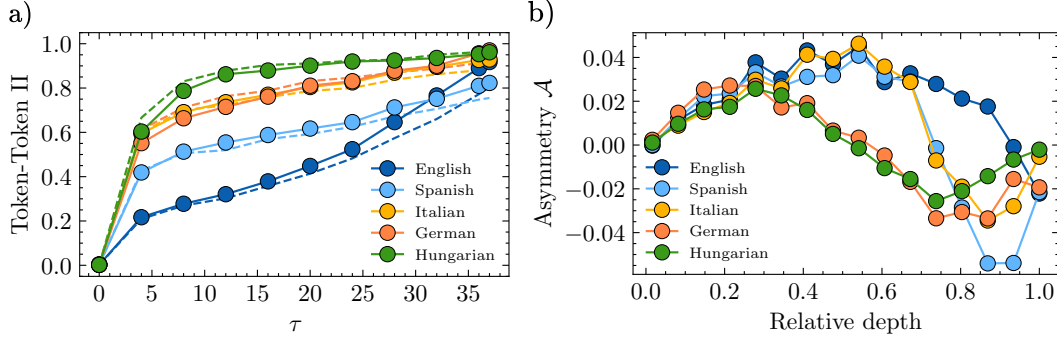 a)
Token-Token II
1.0
0.8
0.6
0.4
0.2
0.0
English
Spanish
Italian
German
Hungarian
0 5 10 15 20 25 30 35
τ
b)
Asymmetry 𝒜
0.04
0.02
0.00
−0.02
−0.04
English
Spanish
Italian
German
Hungarian
0.0 0.2 0.4 0.6 0.8 1.0
Relative depth